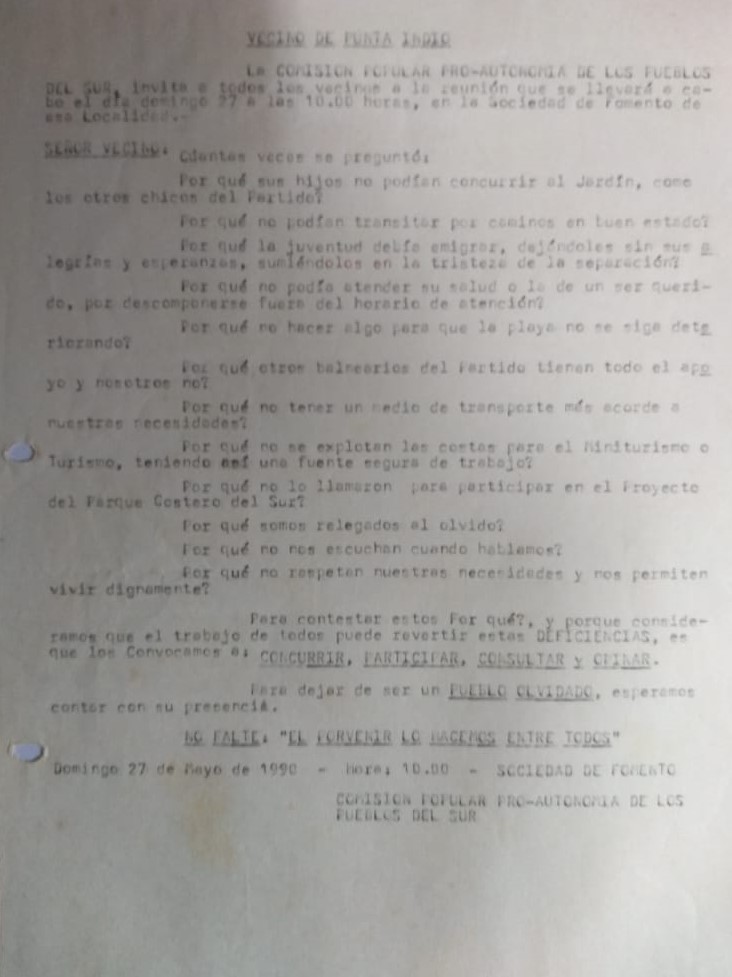 VECINO DE PUNTA INDIO
LA COMISION POPULAR PRO-AUTONOMIA DE LOS PUEBLOS
DEL SUR, invita a todos los vecinos a la reunión que se llevará a ca-
bo el día domingo 27 a las 10.00 horas, en la Sociedad de Fomento de
esa Localidad.-
SEÑOR VECINO: Cúantas veces se preguntó:
Por qué sus hijos no podían concurrir al Jardín, como
los otros chicos del Partido?
Por qué no podían transitar por caminos en buen estado?
Por qué la juventud debía emigrar, dejándoles sin sus a
legrías y esperanzas, sumiéndolos en la tristeza de la separación?
Por qué no podía atender su salud o la de un ser queri-
do, por descomponerse fuera del horario de atención?
Por qué no hacer algo para que la playa no se siga dete
riorando?
Por qué otros balnearios del Partido tienen todo el apo
yo y nosotros no?
Por qué no tener un medio de transporte más acorde a
nuestras necesidades?
Por qué no se explotan las costas para el Miniturismo o
Turismo, teniendo así una fuente segura de trabajo?
Por qué no lo llamaron para participar en el Proyecto
del Parque Costero del Sur?
Por qué somos relegados al olvido?
Por qué no nos escuchan cuando hablamos?
Por qué no respetan nuestras necesidades y nos permiten
vivir dignamente?
Para contestar estos Por qué?, y porque conside-
ramos que el trabajo de todos puede revertir estas DEFICIENCIAS, es
que los Convocamos a: CONCURRIR, PARTICIPAR, CONSULTAR y OPINAR.
Para dejar de ser un PUEBLO OLVIDADO, esperamos
contar con su presencia.
NO FALTE: "EL PORVENIR LO HACEMOS ENTRE TODOS"
Domingo 27 de Mayo de 1990 - Hora: 10.00 - SOCIEDAD DE FOMENTO
COMISION POPULAR PRO-AUTONOMIA DE LOS
PUEBLOS DEL SUR